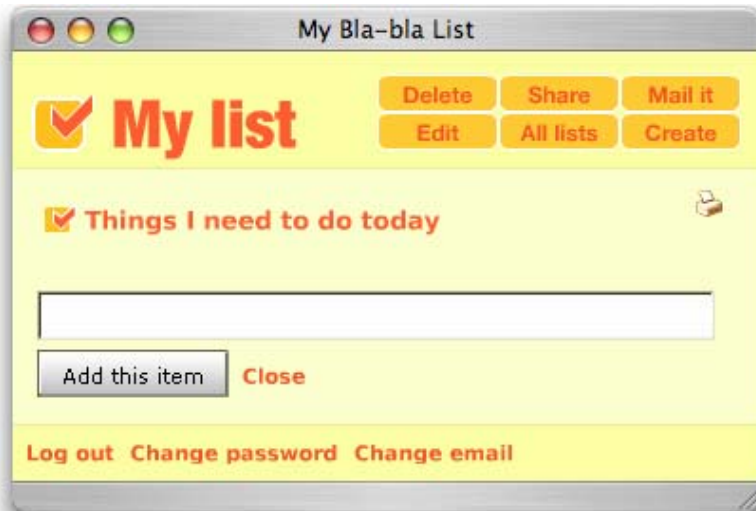 My Bla-bla List
My list
Delete Share Mail it
Edit All lists Create
Things I need to do today
Add this item Close
Log out Change password Change email